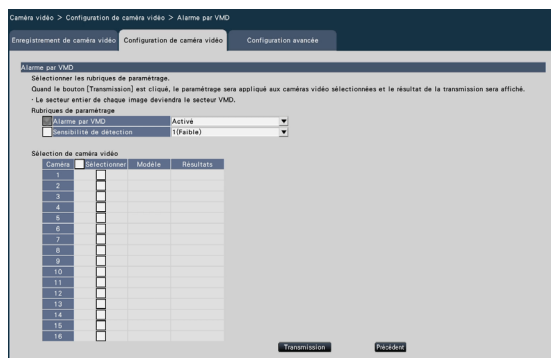 Caméra vidéo > Configuration de caméra vidéo > Alarme par VMD
Enregistrement de caméra vidéo Configuration de caméra vidéo Configuration avancée
Alarme par VMD
Sélectionner les rubriques de paramétrage.
Quand le bouton [Transmission] est cliqué, le paramétrage sera appliqué aux caméras vidéo sélectionnées et le résultat de la transmission sera affiché.
· Le secteur entier de chaque image deviendra le secteur VMD.
Rubriques de paramétrage
Alarme par VMD Activé
Sensibilité de détection 1(Faible)
Sélection de caméra vidéo
Caméra Sélectionner Modèle Résultats
1
2
3
4
5
6
7
8
9
10
11
12
13
14
15
16
Transmission Précédent